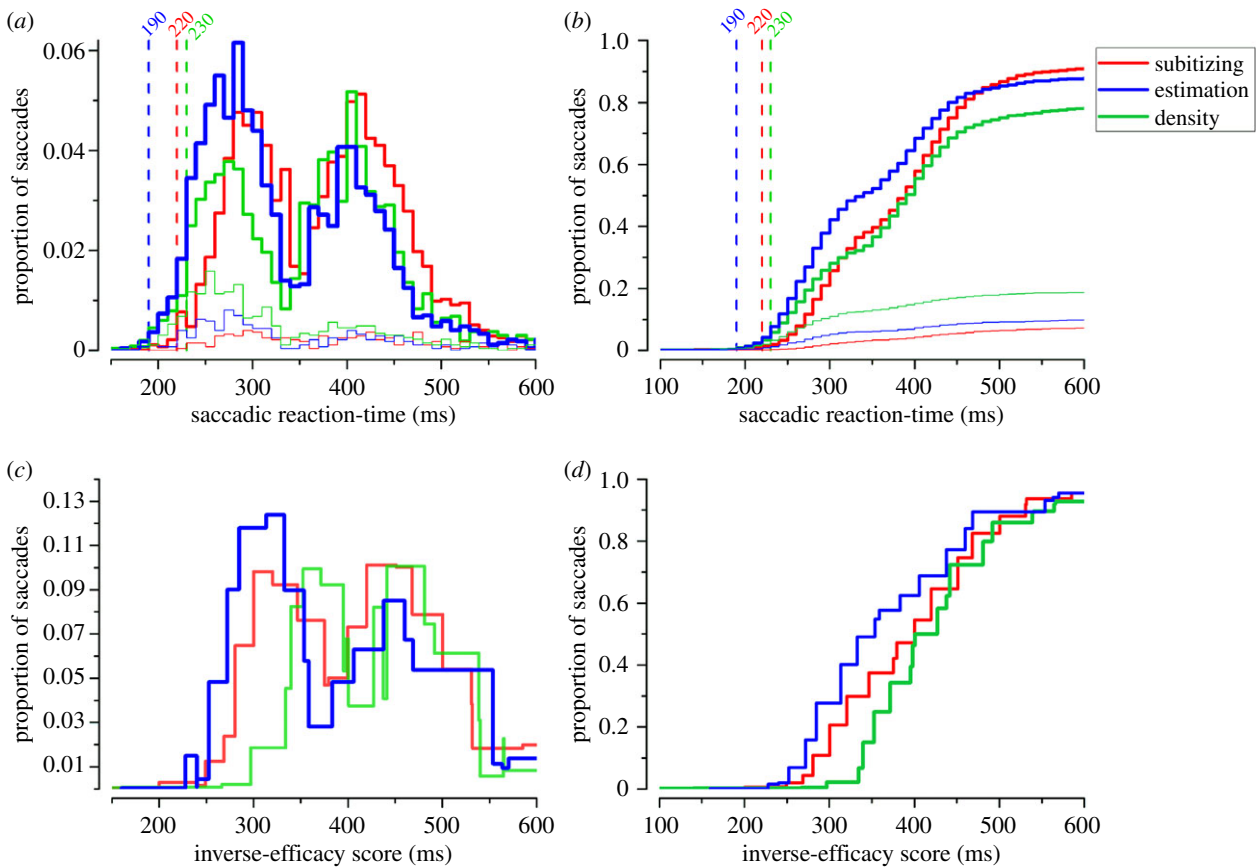 (a)
190
220
230
0.06
0.04
0.02
0
proportion of saccades
200 300 400 500 600
saccadic reaction-time (ms)
(b)
190
220
230
1.0
0.8
0.6
0.4
0.2
0
proportion of saccades
100 200 300 400 500 600
saccadic reaction-time (ms)
subitizing
estimation
density
(c)
0.13
0.11
0.09
0.07
0.05
0.03
0.01
proportion of saccades
200 300 400 500 600
inverse-efficacy score (ms)
(d)
1.0
0.8
0.6
0.4
0.2
0
proportion of saccades
100 200 300 400 500 600
inverse-efficacy score (ms)